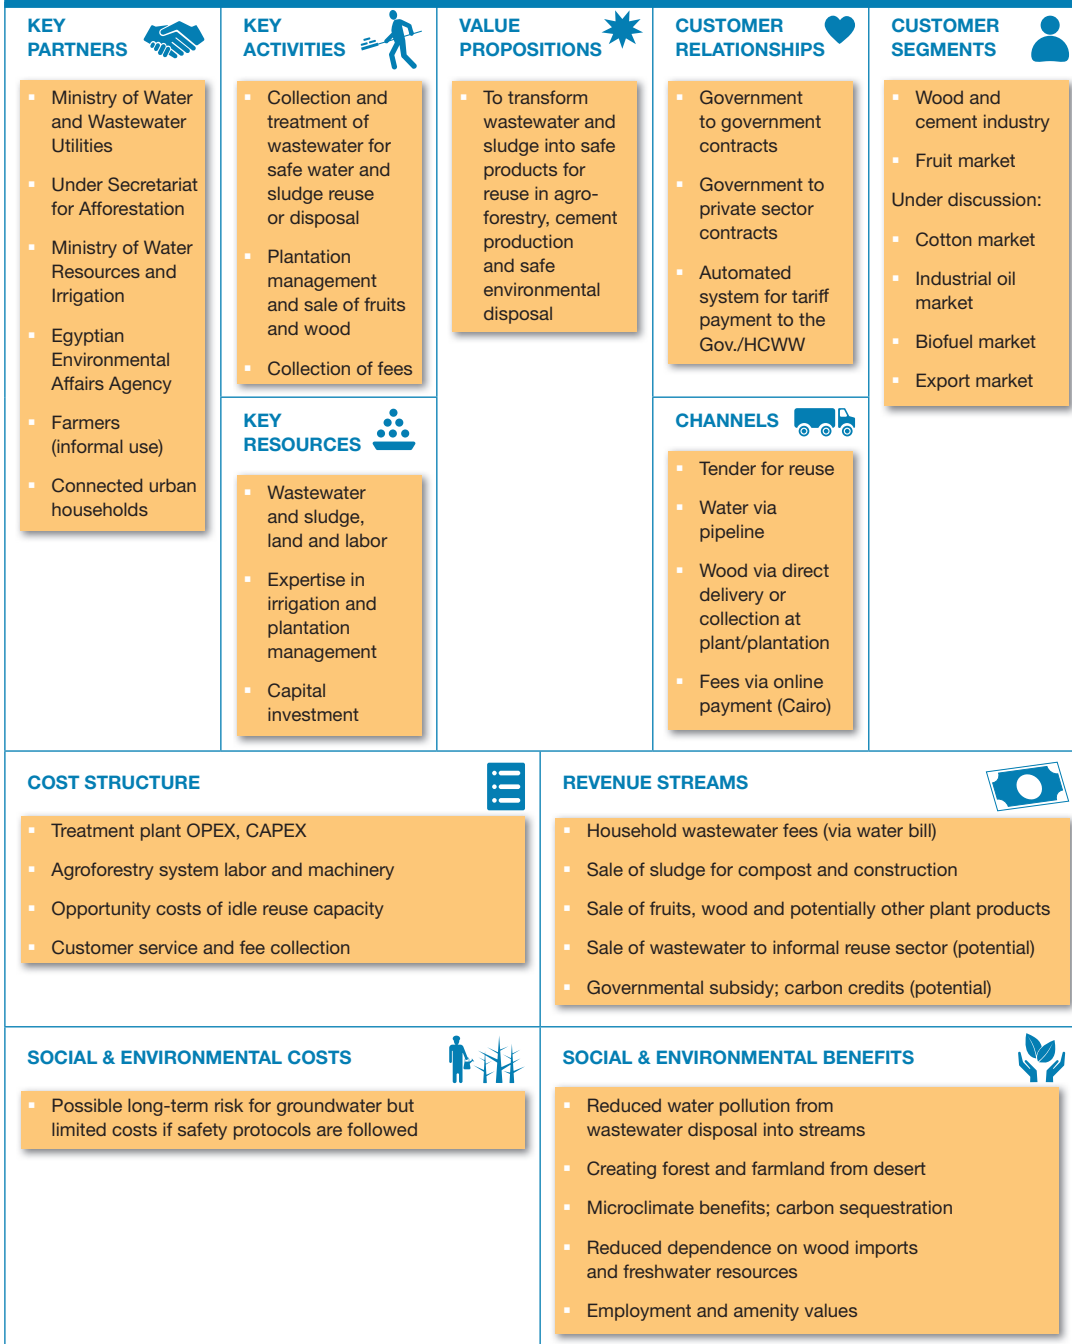 KEY
PARTNERS
Ministry of Water
and Wastewater
Utilities
Under Secretariat
for Afforestation
Ministry of Water
Resources and
Irrigation
Egyptian
Environmental
Affairs Agency
Farmers
(informal use)
Connected urban
households
KEY
ACTIVITIES
Collection and
treatment of
wastewater for
safe water and
sludge reuse
or disposal
Plantation
management
and sale of fruits
and wood
Collection of fees
KEY
RESOURCES
Wastewater
and sludge,
land and labor
Expertise in
irrigation and
plantation
management
Capital
investment
VALUE
PROPOSITIONS
To transform
wastewater and
sludge into safe
products for
reuse in agro-
forestry, cement
production
and safe
environmental
disposal
CUSTOMER
RELATIONSHIPS
Government
to government
contracts
Government to
private sector
contracts
Automated
system for tariff
payment to the
Gov./HCWW
CHANNELS
Tender for reuse
Water via
pipeline
Wood via direct
delivery or
collection at
plant/plantation
Fees via online
payment (Cairo)
CUSTOMER
SEGMENTS
Wood and
cement industry
Fruit market
Under discussion:
Cotton market
Industrial oil
market
Biofuel market
Export market
COST STRUCTURE
Treatment plant OPEX, CAPEX
Agroforestry system labor and machinery
Opportunity costs of idle reuse capacity
Customer service and fee collection
REVENUE STREAMS
Household wastewater fees (via water bill)
Sale of sludge for compost and construction
Sale of fruits, wood and potentially other plant products
Sale of wastewater to informal reuse sector (potential)
Governmental subsidy; carbon credits (potential)
SOCIAL & ENVIRONMENTAL COSTS
Possible long-term risk for groundwater but
limited costs if safety protocols are followed
SOCIAL & ENVIRONMENTAL BENEFITS
Reduced water pollution from
wastewater disposal into streams
Creating forest and farmland from desert
Microclimate benefits; carbon sequestration
Reduced dependence on wood imports
and freshwater resources
Employment and amenity values